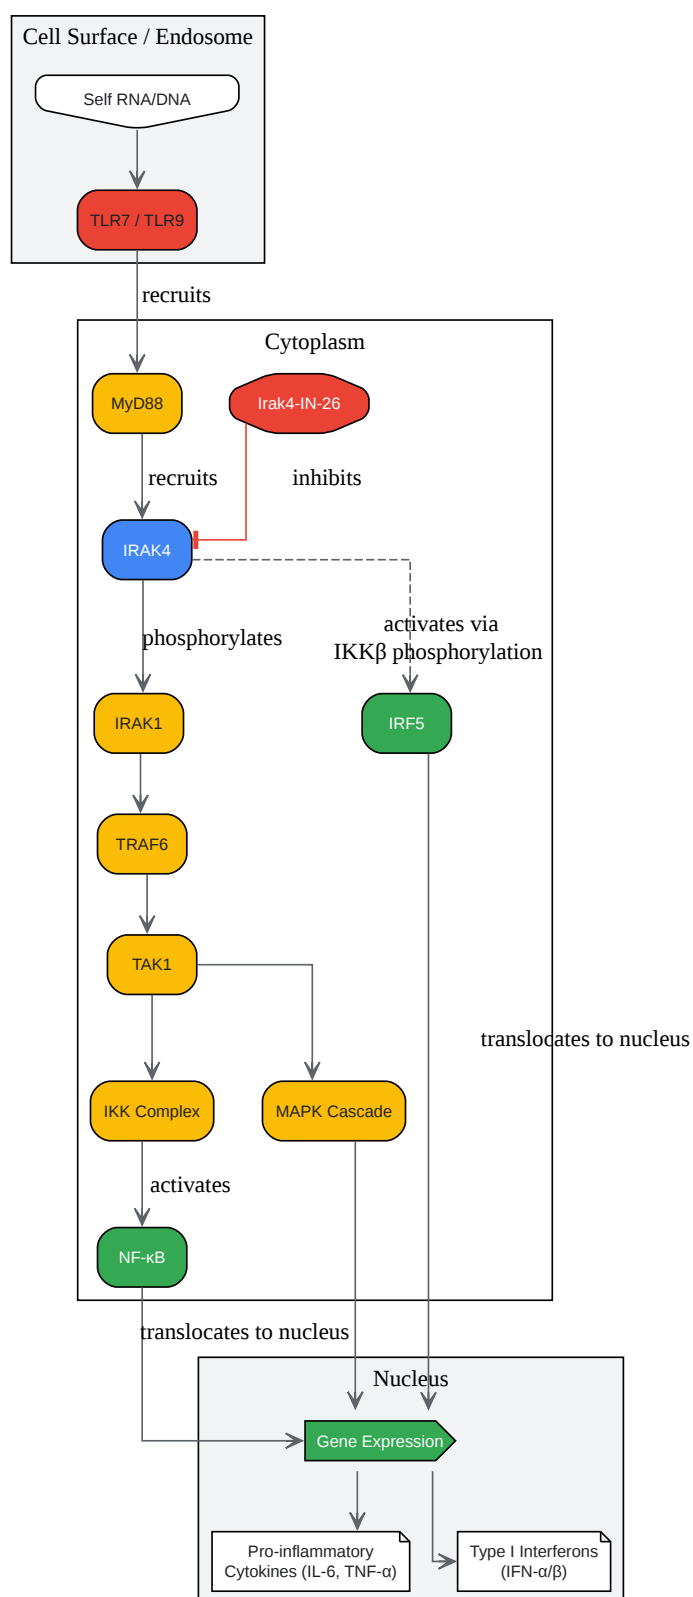 Cell Surface / Endosome
Self RNA/DNA
TLR7 / TLR9
recruits
Cytoplasm
MyD88
Irak4-IN-26
recruits
inhibits
IRAK4
phosphorylates
activates via
IKKβ phosphorylation
IRAK1
IRF5
TRAF6
TAK1
translocates to nucleus
IKK Complex
MAPK Cascade
activates
NF-κB
translocates to nucleus
Nucleus
Gene Expression
Pro-inflammatory
Cytokines (IL-6, TNF-α)
Type I Interferons
(IFN-α/β)